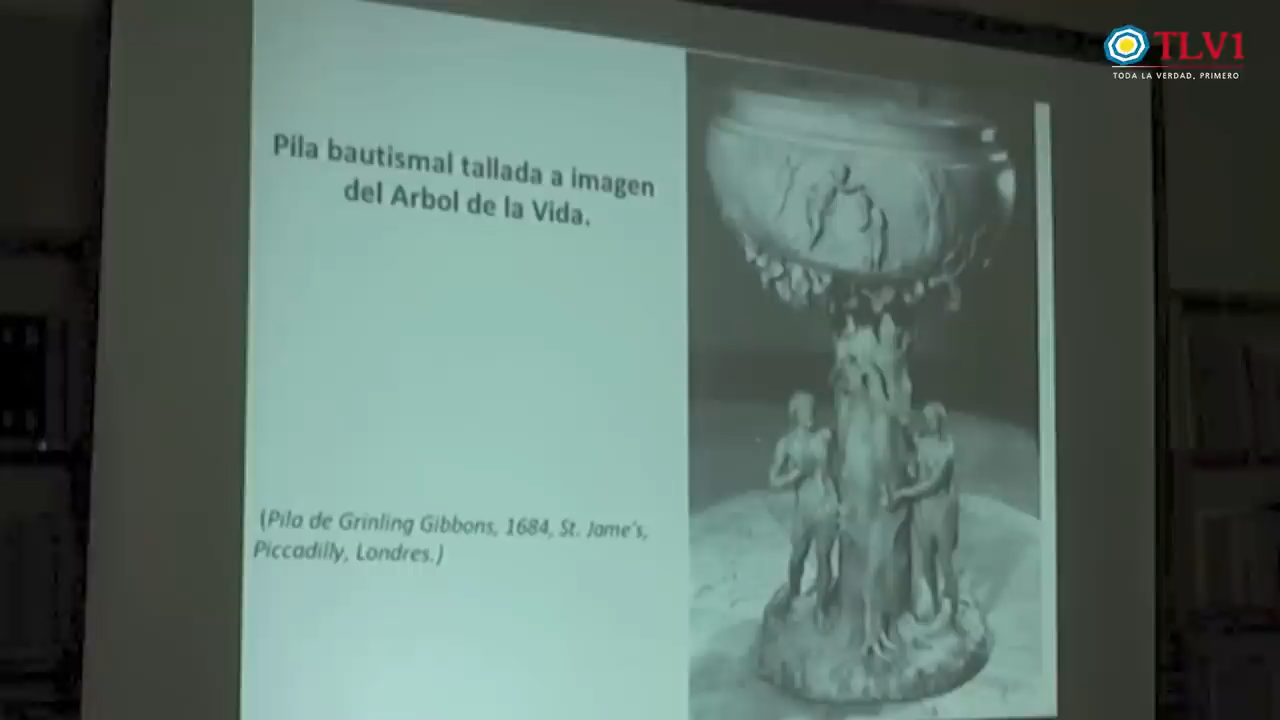 TLV1
TODA LA VERDAD, PRIMERO
Pila bautismal tallada a imagen
del Arbol de la Vida.
(Pila de Grinling Gibbons, 1684, St. Jame's,
Piccadilly, Londres.)